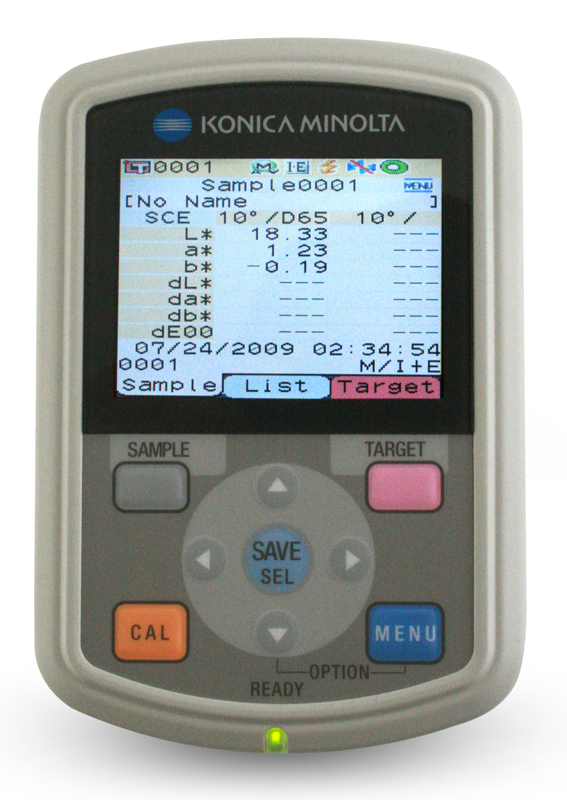 KONICA MINOLTA
LT 0001 M I·E
Sample0001 MENU
[No Name ]
SCE 10°/D65 10°/
L* 18.33 ---
a* 1.23 ---
b* -0.19 ---
dL* --- ---
da* --- ---
db* --- ---
dE00 --- ---
07/24/2009 02:34:54
0001 M/I+E
Sample List Target
SAMPLE TARGET
SAVE
SEL
CAL MENU
OPTION
READY